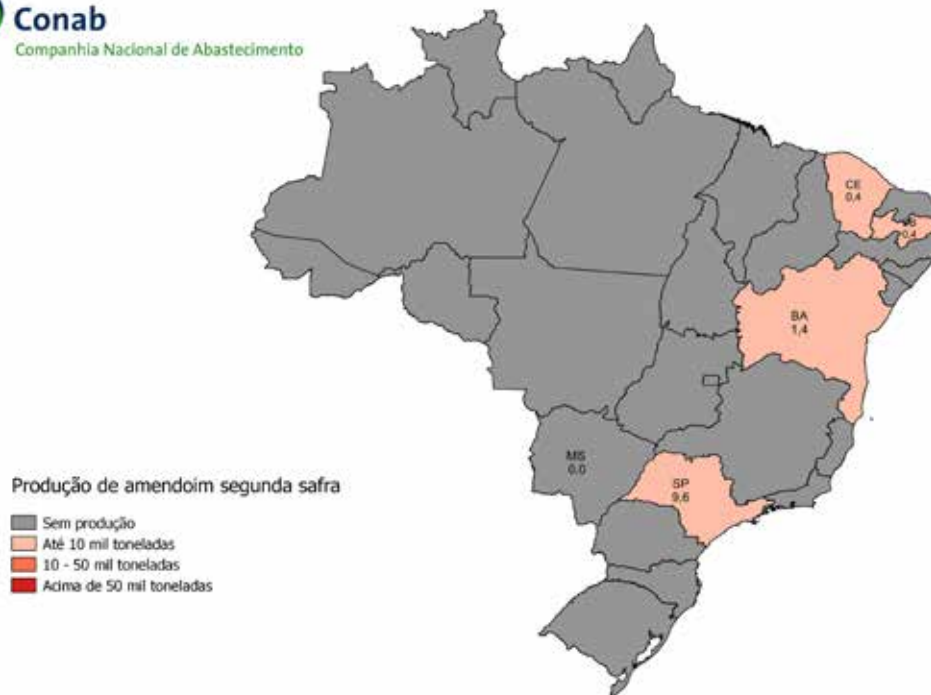 Conab
Companhia Nacional de Abastecimento
CE
0,4
PB
0,4
BA
1,4
MS
0,0
SP
9,6
Produção de amendoim segunda safra
Sem produção
Até 10 mil toneladas
10 - 50 mil toneladas
Acima de 50 mil toneladas